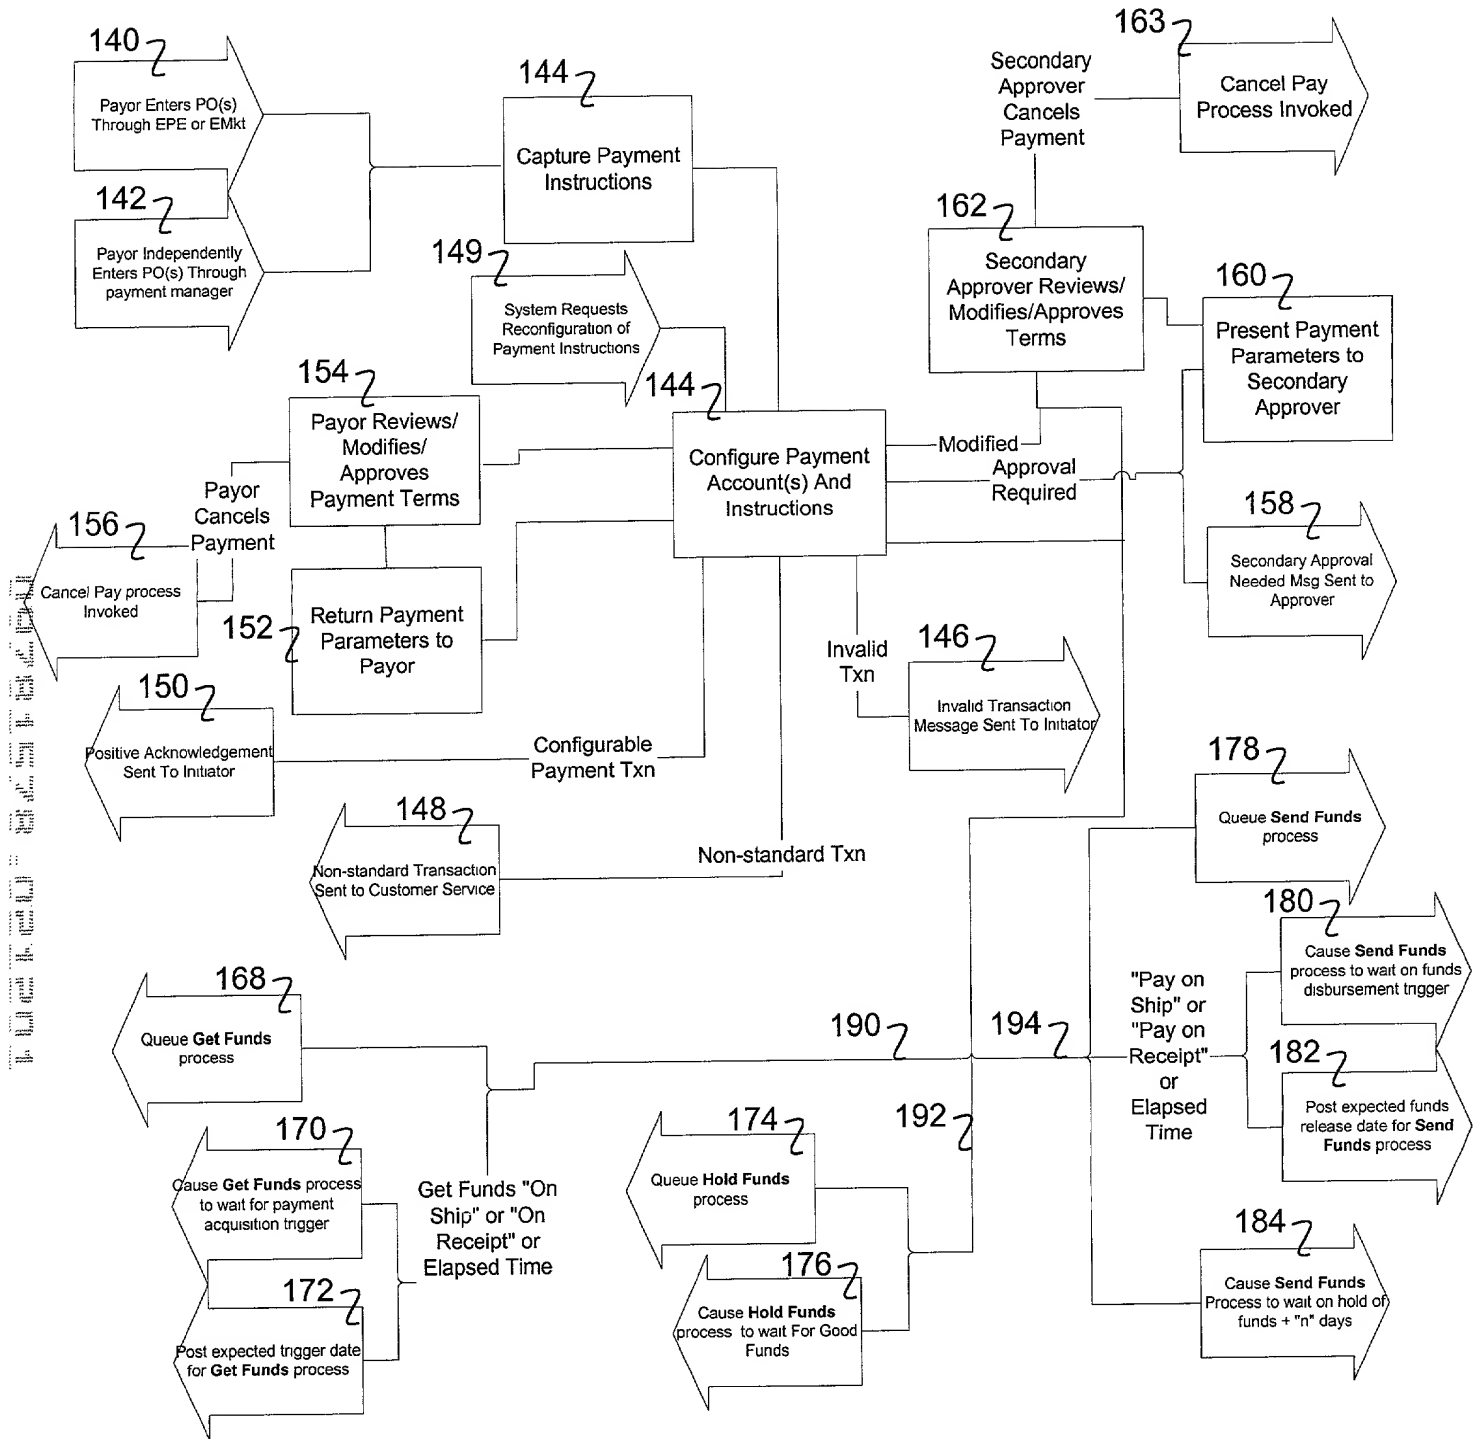 140
Payor Enters PO(s)
Through EPE or EMkt
142
Payor Independently
Enters PO(s) Through
payment manager
144
Capture Payment
Instructions
149
System Requests
Reconfiguration of
Payment Instructions
163
Cancel Pay
Process Invoked
Secondary
Approver
Cancels
Payment
162
Secondary
Approver Reviews/
Modifies/Approves
Terms
160
Present Payment
Parameters to
Secondary
Approver
154
Payor Reviews/
Modifies/
Approves
Payment Terms
144
Configure Payment
Account(s) And
Instructions
Modified
Approval
Required
158
Secondary Approval
Needed Msg Sent to
Approver
Payor
Cancels
Payment
156
Cancel Pay process
Invoked
152
Return Payment
Parameters to
Payor
150
Positive Acknowledgement
Sent To Initiator
Configurable
Payment Txn
Invalid
Txn
146
Invalid Transaction
Message Sent To Initiator
148
Non-standard Transaction
Sent to Customer Service
Non-standard Txn
178
Queue Send Funds
process
180
Cause Send Funds
process to wait on funds
disbursement trigger
"Pay on
Ship" or
"Pay on
Receipt"
or
Elapsed
Time
182
Post expected funds
release date for Send
Funds process
168
Queue Get Funds
process
190
194
192
170
Cause Get Funds process
to wait for payment
acquisition trigger
Get Funds "On
Ship" or "On
Receipt" or
Elapsed Time
172
Post expected trigger date
for Get Funds process
174
Queue Hold Funds
process
176
Cause Hold Funds
process to wait For Good
Funds
184
Cause Send Funds
Process to wait on hold of
funds + "n" days